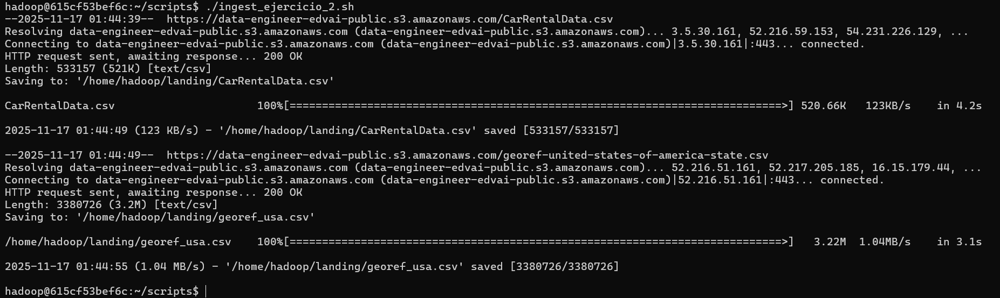 hadoop@615cf53bef6c:~/scripts$ ./ingest_ejercicio_2.sh
--2025-11-17 01:44:39--  https://data-engineer-edvai-public.s3.amazonaws.com/CarRentalData.csv
Resolving data-engineer-edvai-public.s3.amazonaws.com (data-engineer-edvai-public.s3.amazonaws.com)... 3.5.30.161, 52.216.59.153, 54.231.226.129, ...
Connecting to data-engineer-edvai-public.s3.amazonaws.com (data-engineer-edvai-public.s3.amazonaws.com)|3.5.30.161|:443... connected.
HTTP request sent, awaiting response... 200 OK
Length: 533157 (521K) [text/csv]
Saving to: '/home/hadoop/landing/CarRentalData.csv'
CarRentalData.csv                      100%[============================================================================>] 520.66K   123KB/s    in 4.2s
2025-11-17 01:44:49 (123 KB/s) - '/home/hadoop/landing/CarRentalData.csv' saved [533157/533157]
--2025-11-17 01:44:49--  https://data-engineer-edvai-public.s3.amazonaws.com/georef-united-states-of-america-state.csv
Resolving data-engineer-edvai-public.s3.amazonaws.com (data-engineer-edvai-public.s3.amazonaws.com)... 52.216.51.161, 52.217.205.185, 16.15.179.44, ...
Connecting to data-engineer-edvai-public.s3.amazonaws.com (data-engineer-edvai-public.s3.amazonaws.com)|52.216.51.161|:443... connected.
HTTP request sent, awaiting response... 200 OK
Length: 3380726 (3.2M) [text/csv]
Saving to: '/home/hadoop/landing/georef_usa.csv'
/home/hadoop/landing/georef_usa.csv    100%[============================================================================>]   3.22M  1.04MB/s    in 3.1s
2025-11-17 01:44:55 (1.04 MB/s) - '/home/hadoop/landing/georef_usa.csv' saved [3380726/3380726]
hadoop@615cf53bef6c:~/scripts$